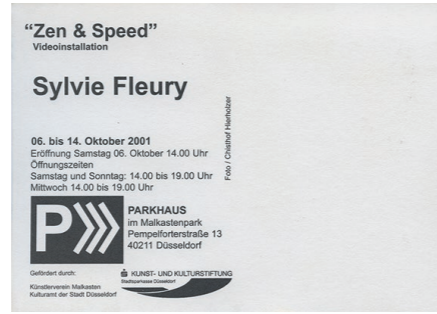 “Zen & Speed”
Videoinstallation
Sylvie Fleury
06. bis 14. Oktober 2001
Eröffnung Samstag 06. Oktober 14.00 Uhr
Öffnungszeiten
Samstag und Sonntag: 14.00 bis 19.00 Uhr
Mittwoch 14.00 bis 19.00 Uhr
Foto / Chisthof Hierholzer
P
PARKHAUS
im Malkastenpark
Pempelforterstraße 13
40211 Düsseldorf
Gefördert durch:
Künstlerverein Malkasten
Kulturamt der Stadt Düsseldorf
KUNST- UND KULTURSTIFTUNG
Stadtsparkasse Düsseldorf